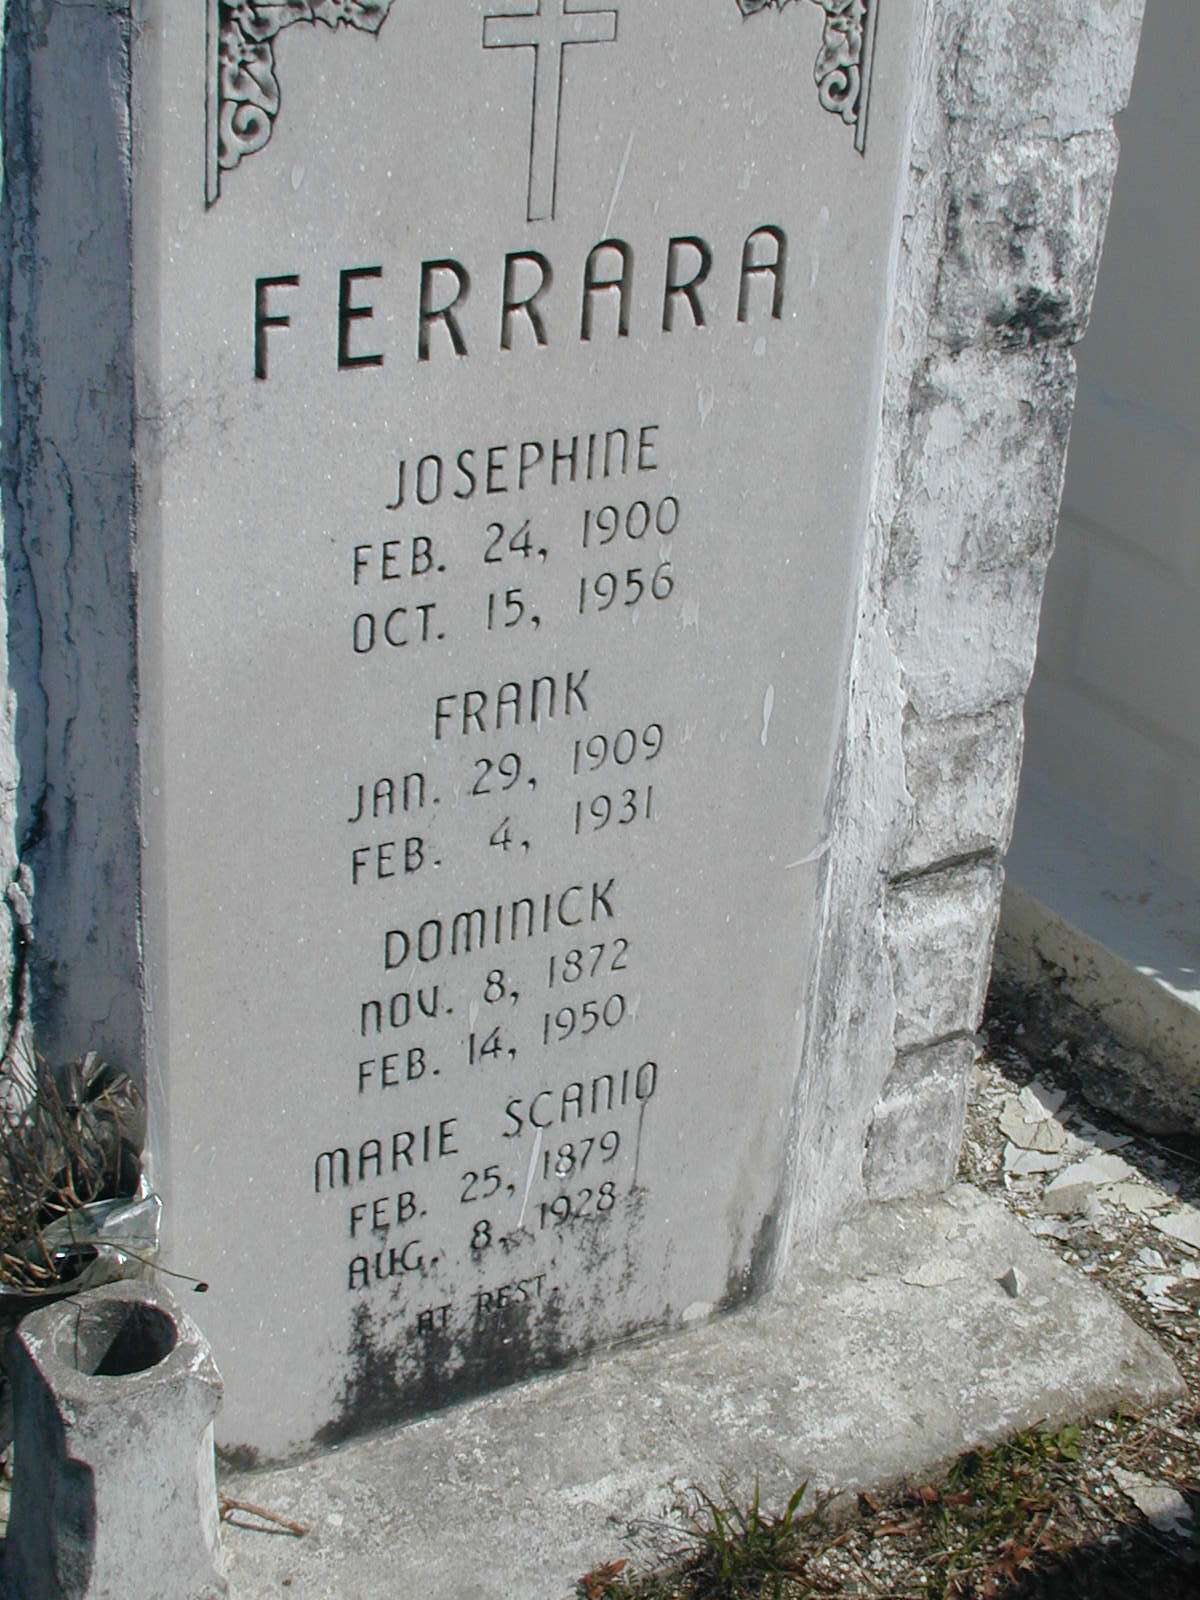 FERRARA
JOSEPHINE
FEB. 24, 1900
OCT. 15, 1956
FRANK
JAN. 29, 1909
FEB. 4, 1931
DOMINICK
NOV. 8, 1872
FEB. 14, 1950
MARIE SCANIO
FEB. 25, 1879
AUG. 8, 1928
AT REST.